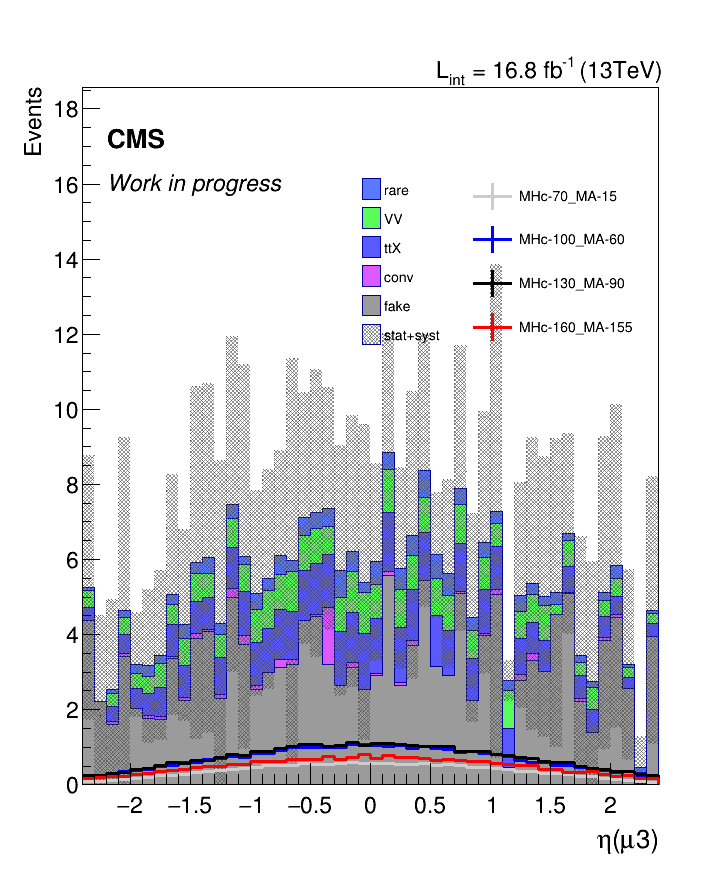 L_int = 16.8 fb^-1 (13TeV)
Events
CMS
Work in progress
rare
VV
ttX
conv
fake
stat+syst
MHc-70_MA-15
MHc-100_MA-60
MHc-130_MA-90
MHc-160_MA-155
18
16
14
12
10
8
6
4
2
0
−2 −1.5 −1 −0.5 0 0.5 1 1.5 2
η(μ3)